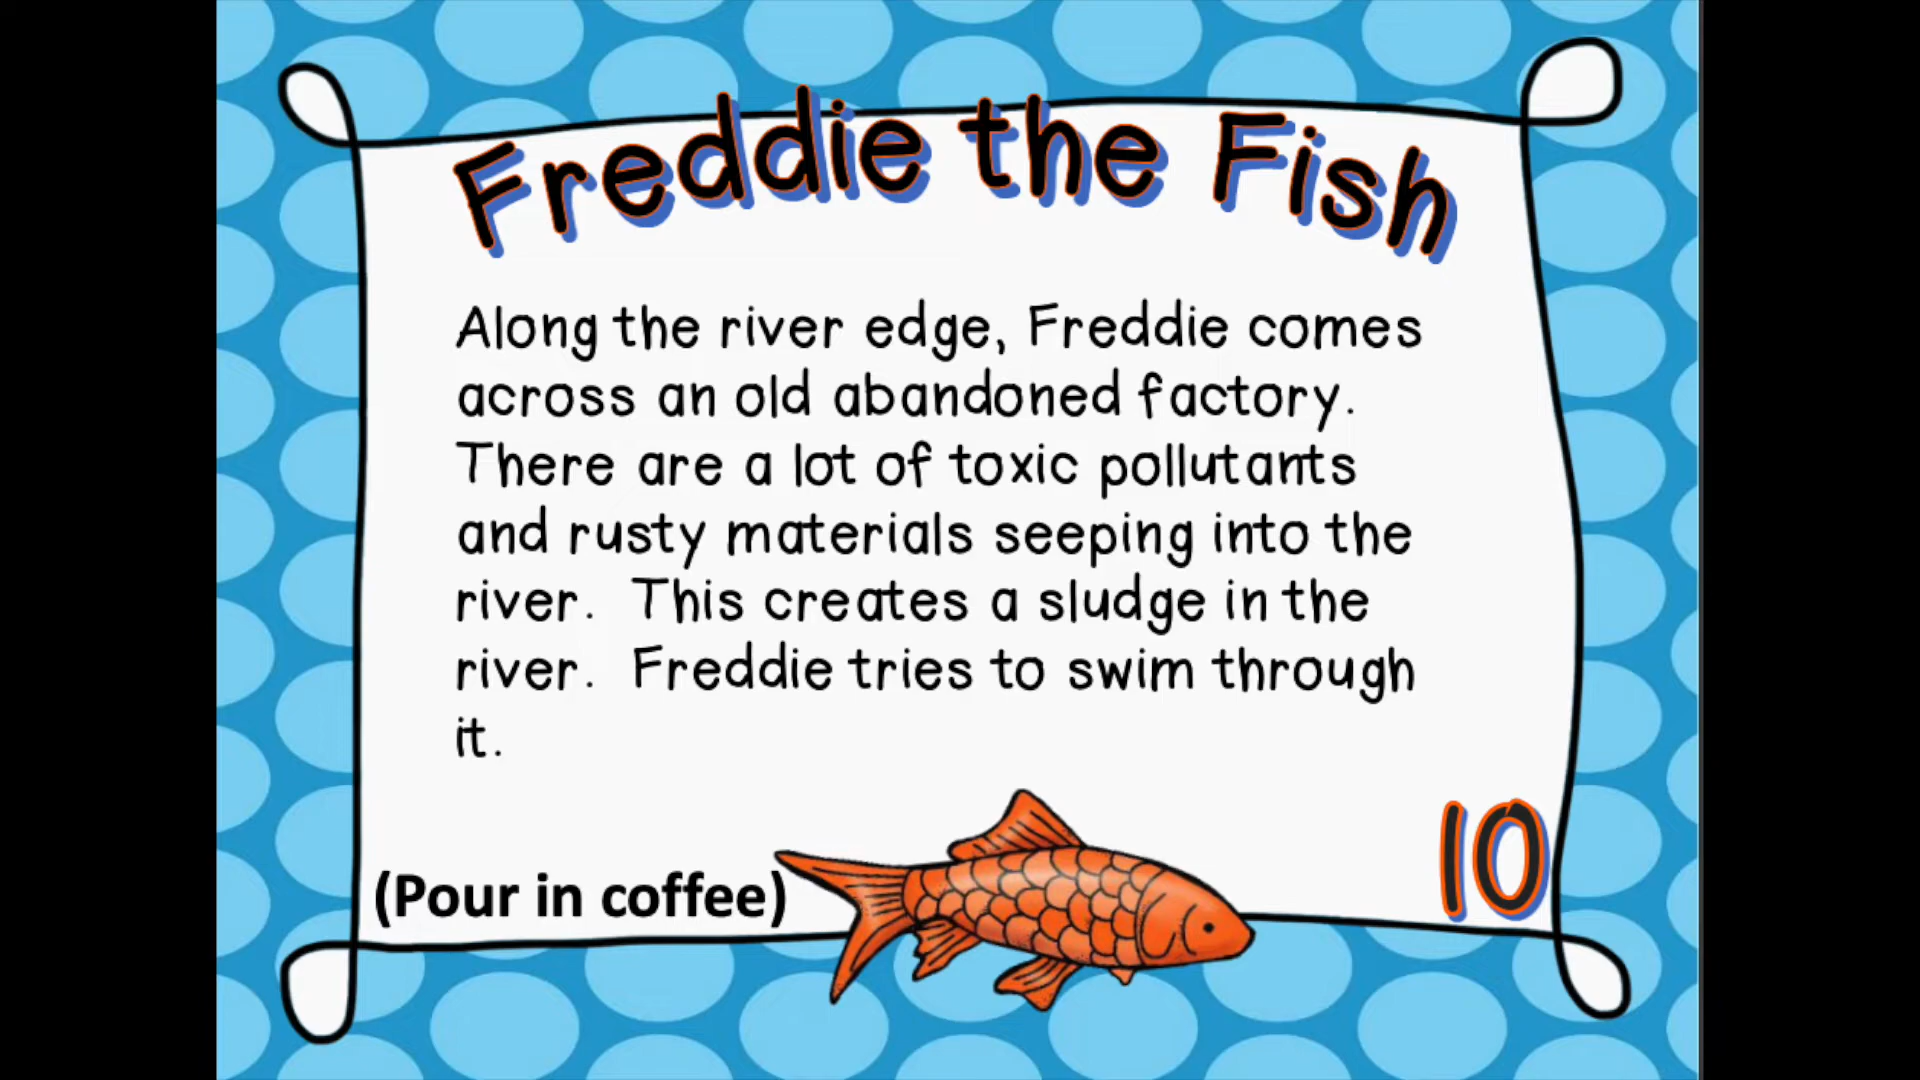 Freddie the Fish
Along the river edge, Freddie comes
across an old abandoned factory.
There are a lot of toxic pollutants
and rusty materials seeping into the
river.  This creates a sludge in the
river.  Freddie tries to swim through
it.
(Pour in coffee)
10